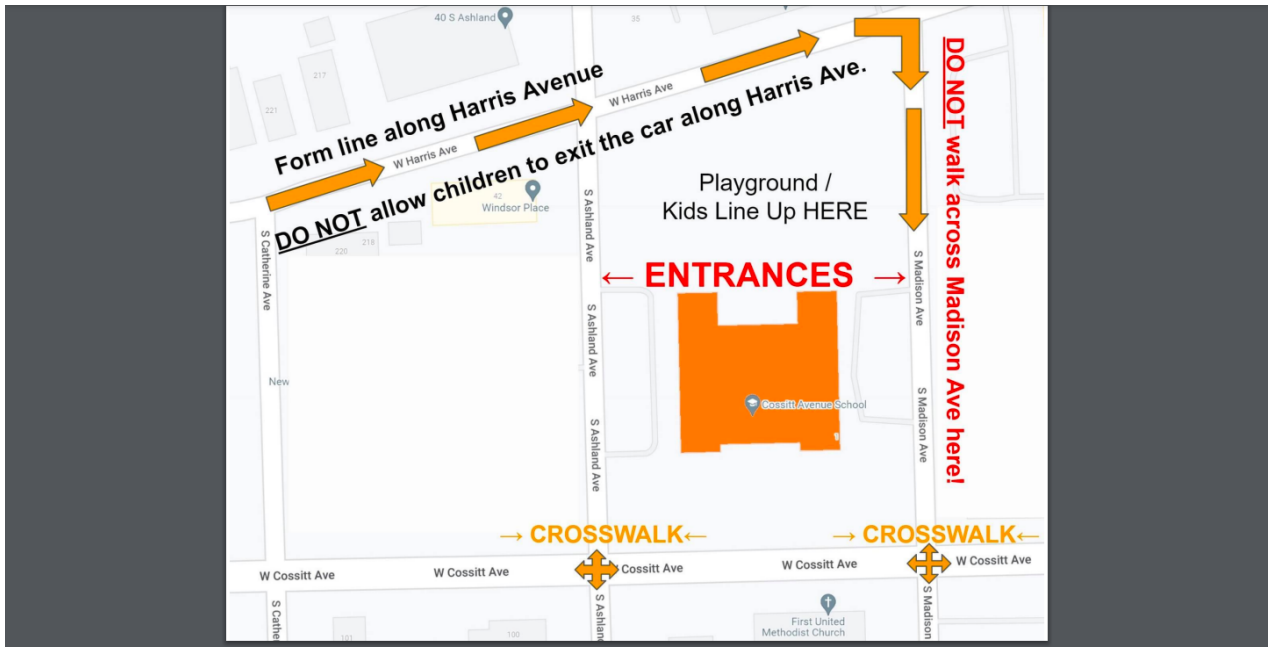 40 S Ashland
35
217
221
Form line along Harris Avenue
W Harris Ave
W Harris Ave
DO NOT allow children to exit the car along Harris Ave.
DO NOT walk across Madison Ave here!
42
Windsor Place
218
220
Playground /
Kids Line Up HERE
S Catherine Ave
S Ashland Ave
S Madison Ave
← ENTRANCES →
S Ashland Ave
New
Cossitt Avenue School
S Ashland Ave
S Madison Ave
→ CROSSWALK←
→ CROSSWALK←
W Cossitt Ave
W Cossitt Ave
Cossitt Ave
W Cossitt Ave
W Cossitt Ave
S Cathe
S Ashland
S Madison
101
100
First United
Methodist Church